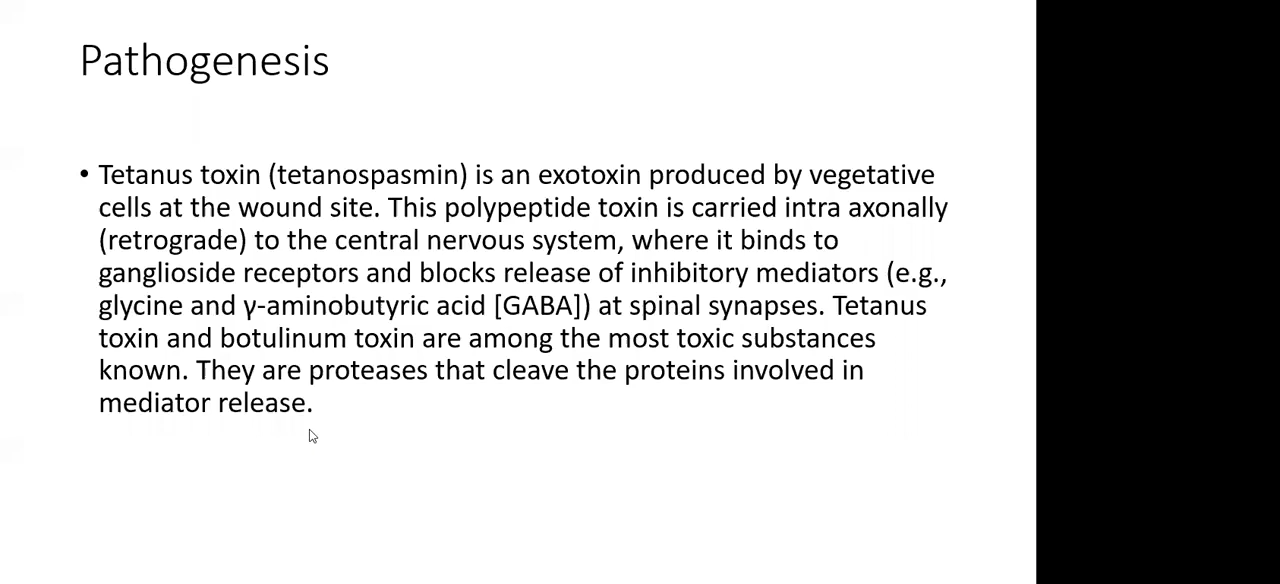 Pathogenesis
• Tetanus toxin (tetanospasmin) is an exotoxin produced by vegetative
cells at the wound site. This polypeptide toxin is carried intra axonally
(retrograde) to the central nervous system, where it binds to
ganglioside receptors and blocks release of inhibitory mediators (e.g.,
glycine and γ-aminobutyric acid [GABA]) at spinal synapses. Tetanus
toxin and botulinum toxin are among the most toxic substances
known. They are proteases that cleave the proteins involved in
mediator release.